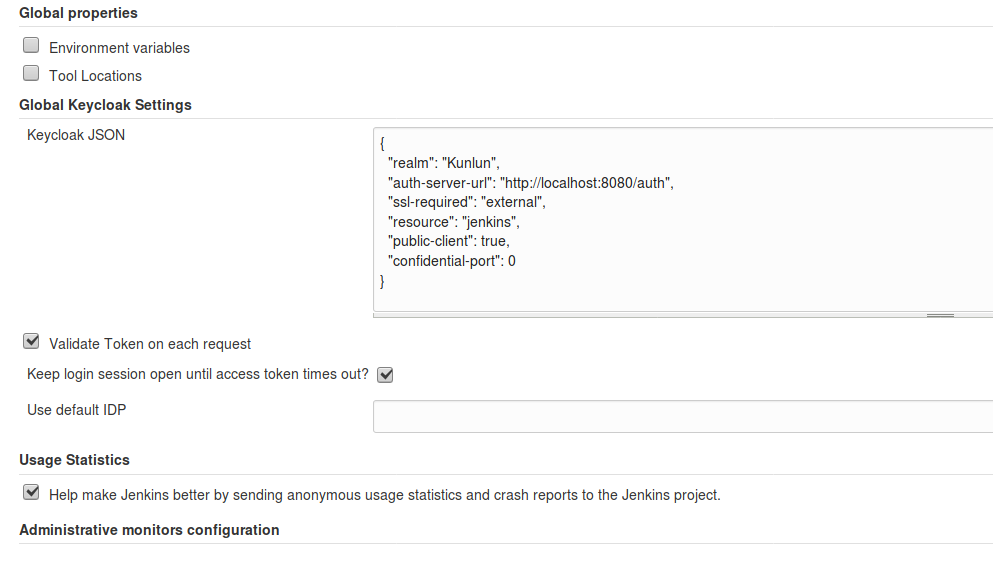 Global properties
Environment variables
Tool Locations
Global Keycloak Settings
Keycloak JSON
{
"realm": "Kunlun",
"auth-server-url": "http://localhost:8080/auth",
"ssl-required": "external",
"resource": "jenkins",
"public-client": true,
"confidential-port": 0
}
Validate Token on each request
Keep login session open until access token times out?
Use default IDP
Usage Statistics
Help make Jenkins better by sending anonymous usage statistics and crash reports to the Jenkins project.
Administrative monitors configuration